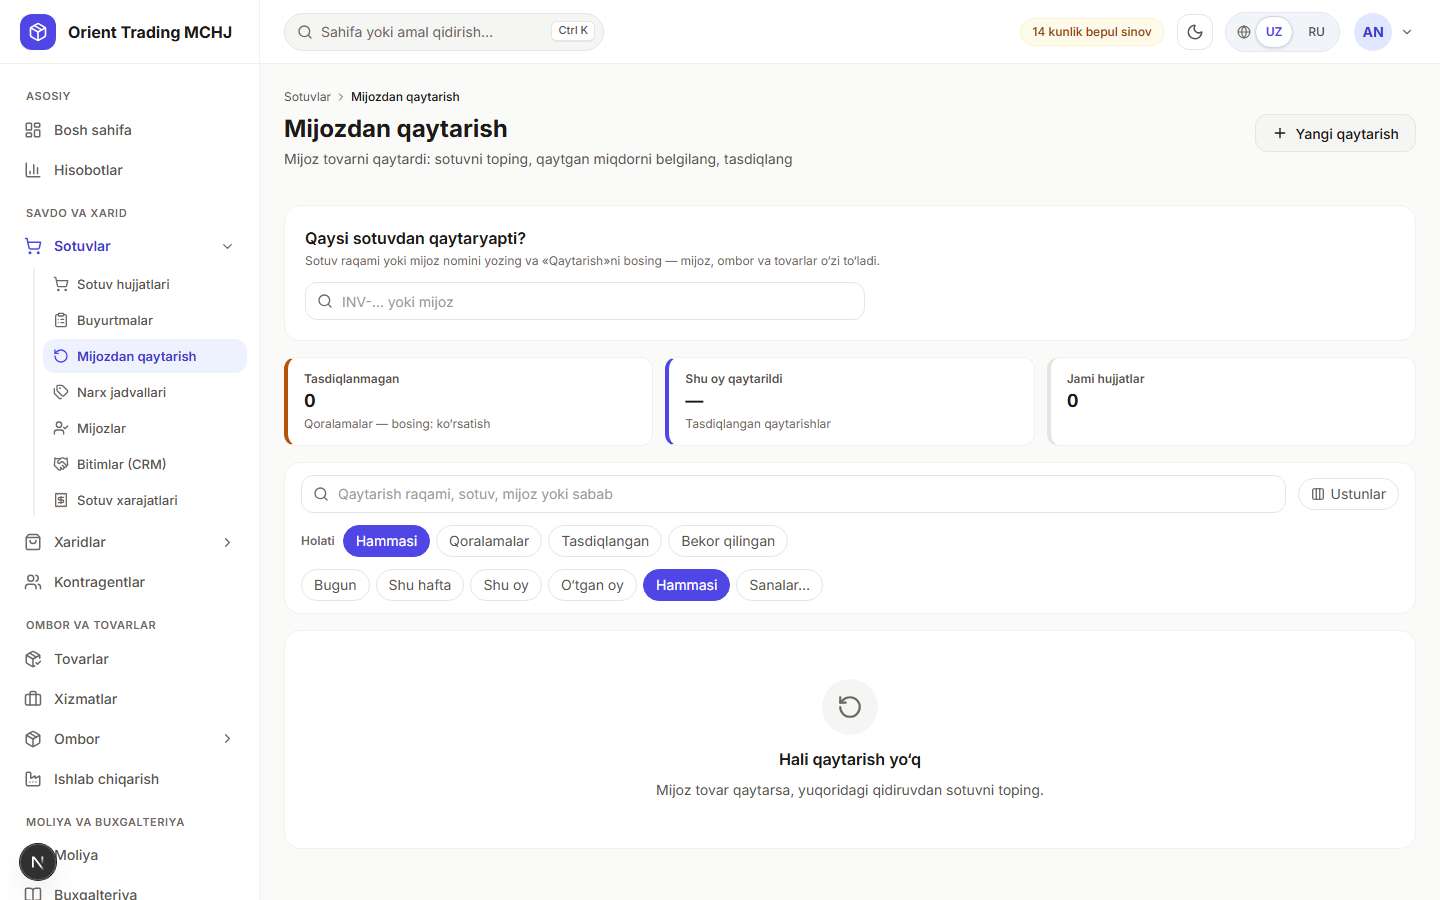 Orient Trading MCHJ
Sahifa yoki amal qidirish...
Ctrl K
14 kunlik bepul sinov
UZ
RU
AN
ASOSIY
Bosh sahifa
Hisobotlar
SAVDO VA XARID
Sotuvlar
Sotuv hujjatlari
Buyurtmalar
Mijozdan qaytarish
Narx jadvallari
Mijozlar
Bitimlar (CRM)
Sotuv xarajatlari
Xaridlar
Kontragentlar
OMBOR VA TOVARLAR
Tovarlar
Xizmatlar
Ombor
Ishlab chiqarish
MOLIYA VA BUXGALTERIYA
Moliya
N
Buxgalteriya
Sotuvlar > Mijozdan qaytarish
Mijozdan qaytarish
Mijoz tovarni qaytardi: sotuvni toping, qaytgan miqdorni belgilang, tasdiqlang
+ Yangi qaytarish
Qaysi sotuvdan qaytaryapti?
Sotuv raqami yoki mijoz nomini yozing va «Qaytarish»ni bosing — mijoz, ombor va tovarlar o‘zi to‘ladi.
INV-... yoki mijoz
Tasdiqlanmagan
0
Qoralamalar — bosing: ko‘rsatish
Shu oy qaytarildi
—
Tasdiqlangan qaytarishlar
Jami hujjatlar
0
Qaytarish raqami, sotuv, mijoz yoki sabab
Ustunlar
Holati Hammasi Qoralamalar Tasdiqlangan Bekor qilingan
Bugun Shu hafta Shu oy O‘tgan oy Hammasi Sanalar...
Hali qaytarish yo‘q
Mijoz tovar qaytarsa, yuqoridagi qidiruvdan sotuvni toping.